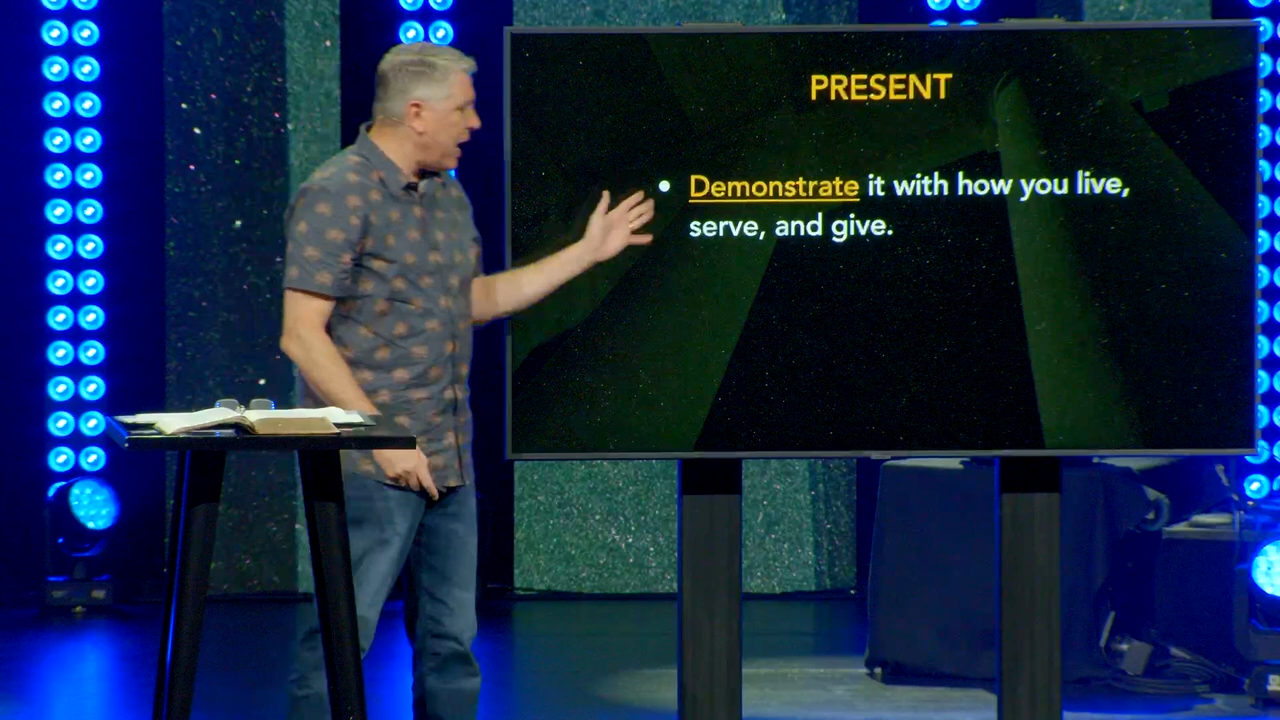 PRESENT
• Demonstrate it with how you live,
serve, and give.